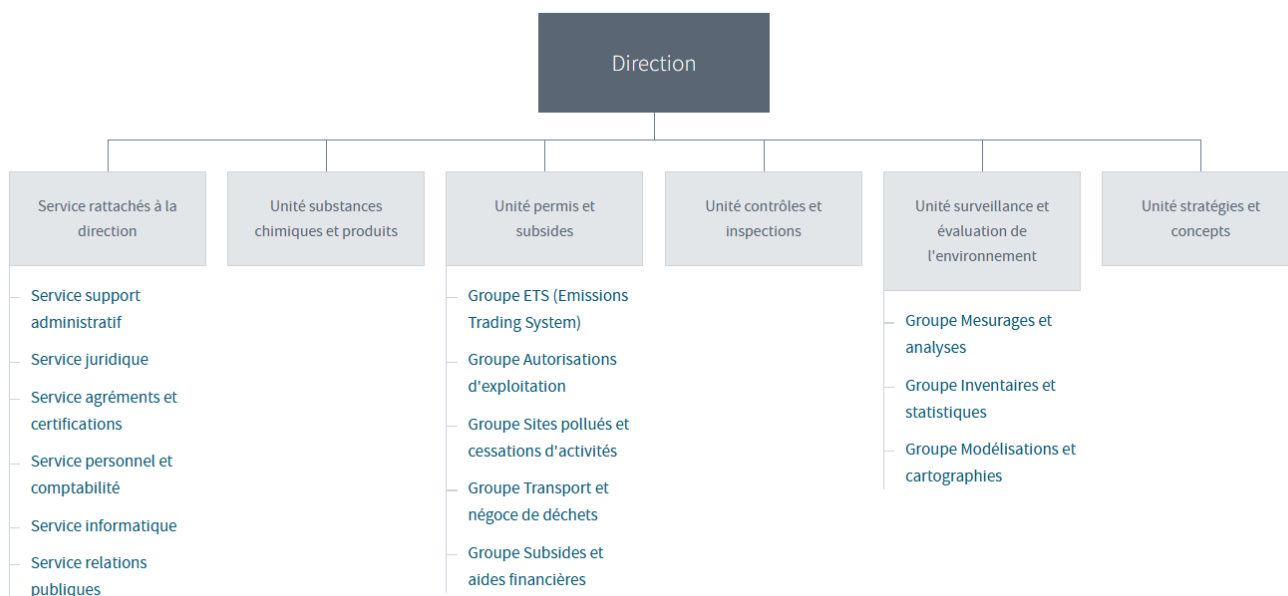 Direction
Service rattachés à la
direction
Unité substances
chimiques et produits
Unité permis et
subsides
Unité contrôles et
inspections
Unité surveillance et
évaluation de
l'environnement
Unité stratégies et
concepts
Service support
administratif
Service juridique
Service agréments et
certifications
Service personnel et
comptabilité
Service informatique
Service relations
publiques
Groupe ETS (Emissions
Trading System)
Groupe Autorisations
d'exploitation
Groupe Sites pollués et
cessations d'activités
Groupe Transport et
négoce de déchets
Groupe Subsides et
aides financières
Groupe Mesurages et
analyses
Groupe Inventaires et
statistiques
Groupe Modélisations et
cartographies